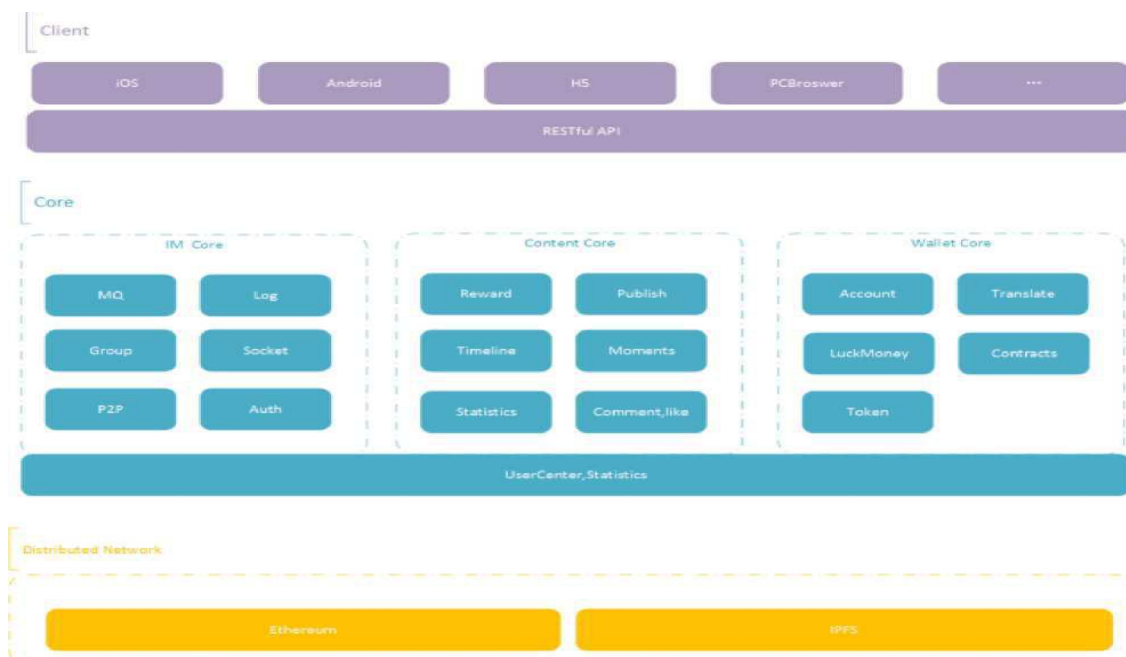 Client
iOS Android H5 PCBroswer ...
RESTful API
Core
IM Core Content Core Wallet Core
MQ Log Reward Publish Account Translate
Group Socket Timeline Moments LuckMoney Contracts
P2P Auth Statistics Comment,like Token
UserCenter,Statistics
Distributed Network
Ethereum IPFS